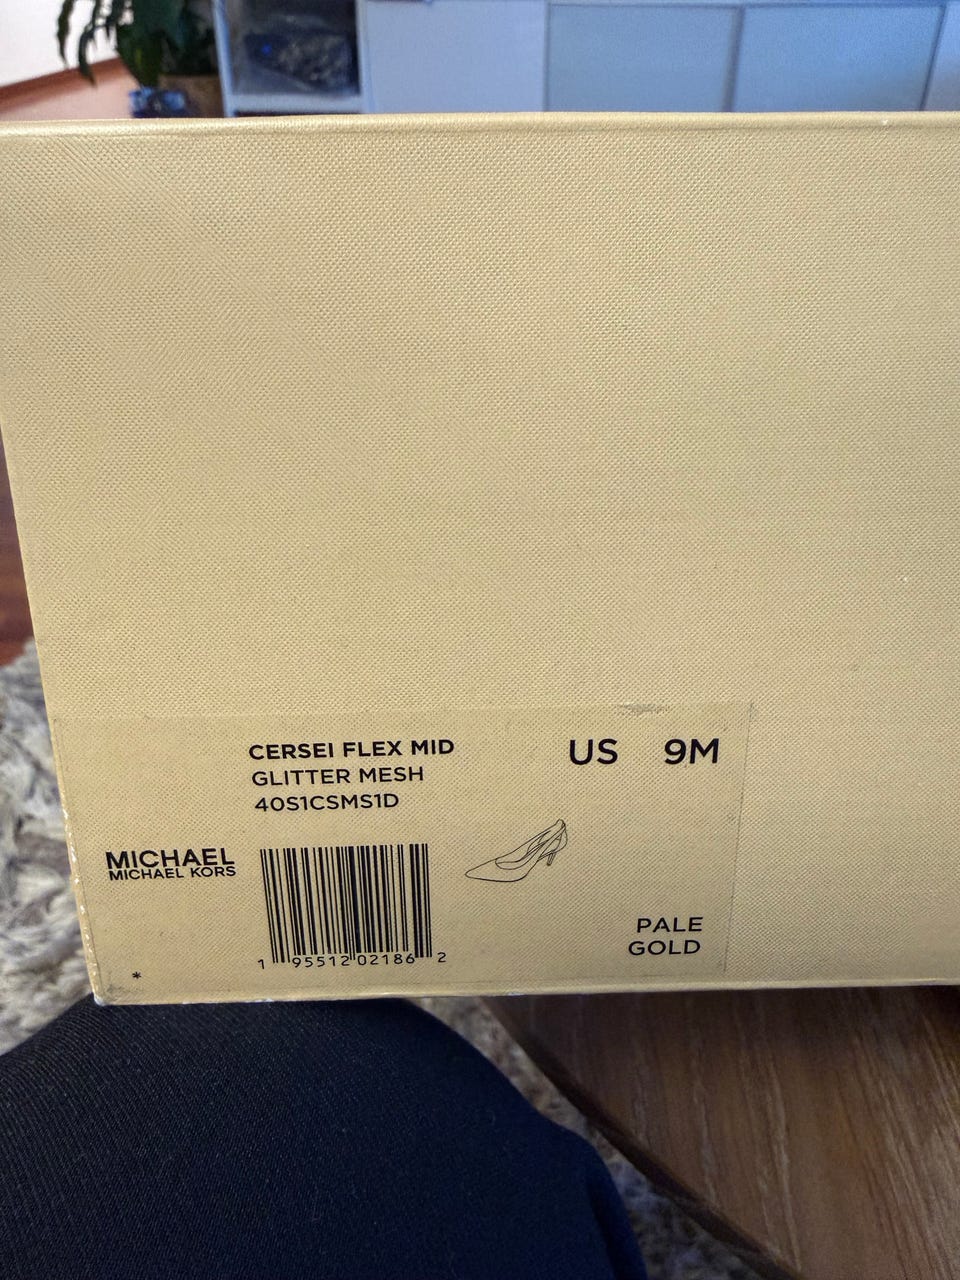 CERSEI FLEX MID
GLITTER MESH
40S1CSMS1D
US 9M
MICHAEL
MICHAEL KORS
1 95512 02186 2
PALE
GOLD
*